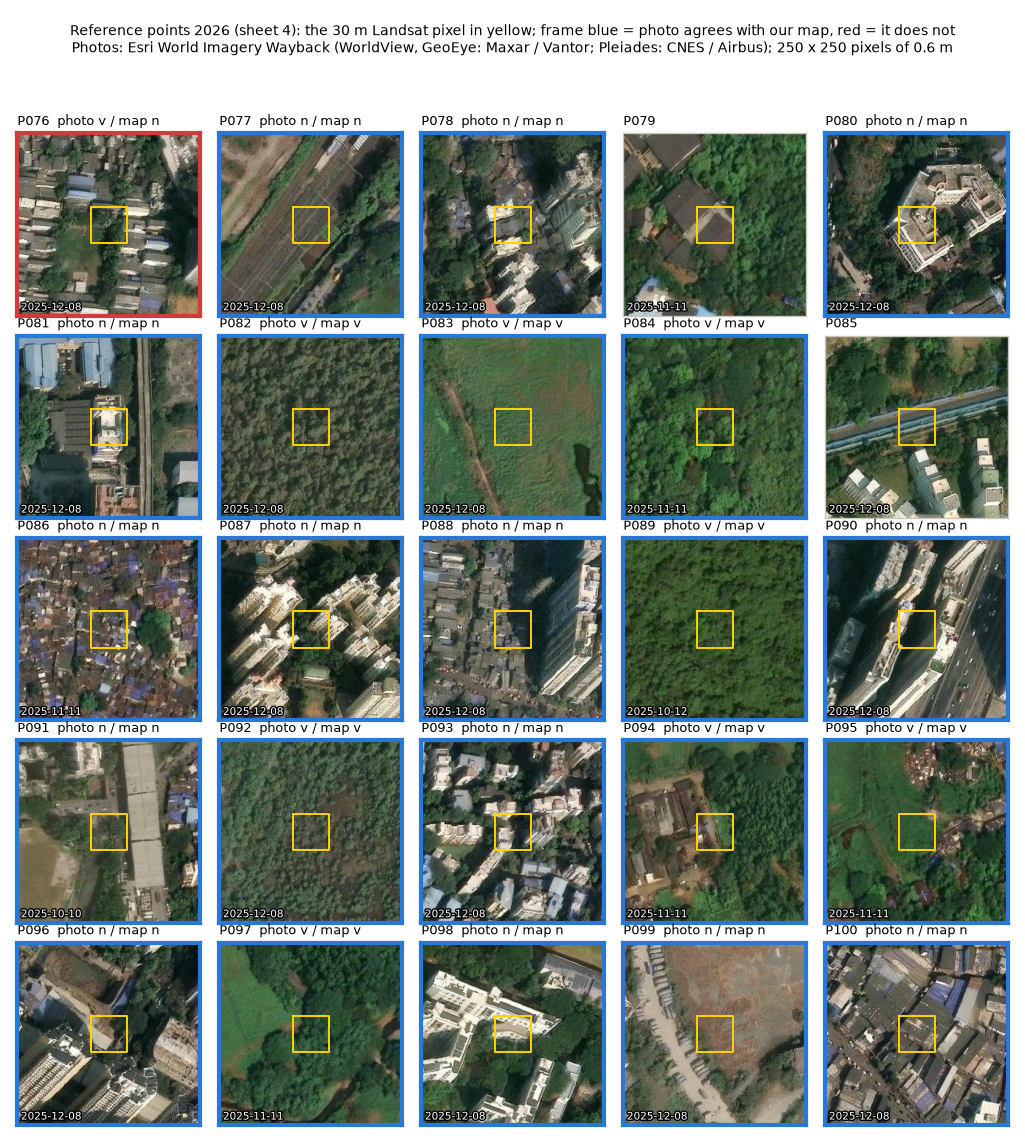 Reference points 2026 (sheet 4): the 30 m Landsat pixel in yellow; frame blue = photo agrees with our map, red = it does not
Photos: Esri World Imagery Wayback (WorldView, GeoEye: Maxar / Vantor; Pleiades: CNES / Airbus); 250 x 250 pixels of 0.6 m
P076 photo v / map n
P077 photo n / map n
P078 photo n / map n
P079
P080 photo n / map n
2025-12-08
2025-12-08
2025-12-08
2025-11-11
2025-12-08
P081 photo n / map n
P082 photo v / map v
P083 photo v / map v
P084 photo v / map v
P085
2025-12-08
2025-12-08
2025-12-08
2025-11-11
2025-12-08
P086 photo n / map n
P087 photo n / map n
P088 photo n / map n
P089 photo v / map v
P090 photo n / map n
2025-11-11
2025-12-08
2025-12-08
2025-10-12
2025-12-08
P091 photo n / map n
P092 photo v / map v
P093 photo n / map n
P094 photo v / map v
P095 photo v / map v
2025-10-10
2025-12-08
2025-12-08
2025-11-11
2025-11-11
P096 photo n / map n
P097 photo v / map v
P098 photo n / map n
P099 photo n / map n
P100 photo n / map n
2025-12-08
2025-11-11
2025-12-08
2025-12-08
2025-12-08